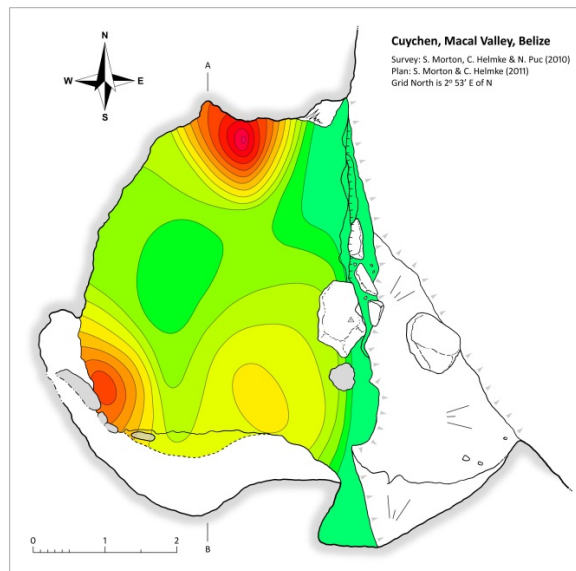 Cuychen, Macal Valley, Belize
Survey: S. Morton, C. Helmke & N. Puc (2010)
Plan: S. Morton & C. Helmke (2011)
Grid North is 2º 53' E of N
N
W E
S
A
0 1 2
B